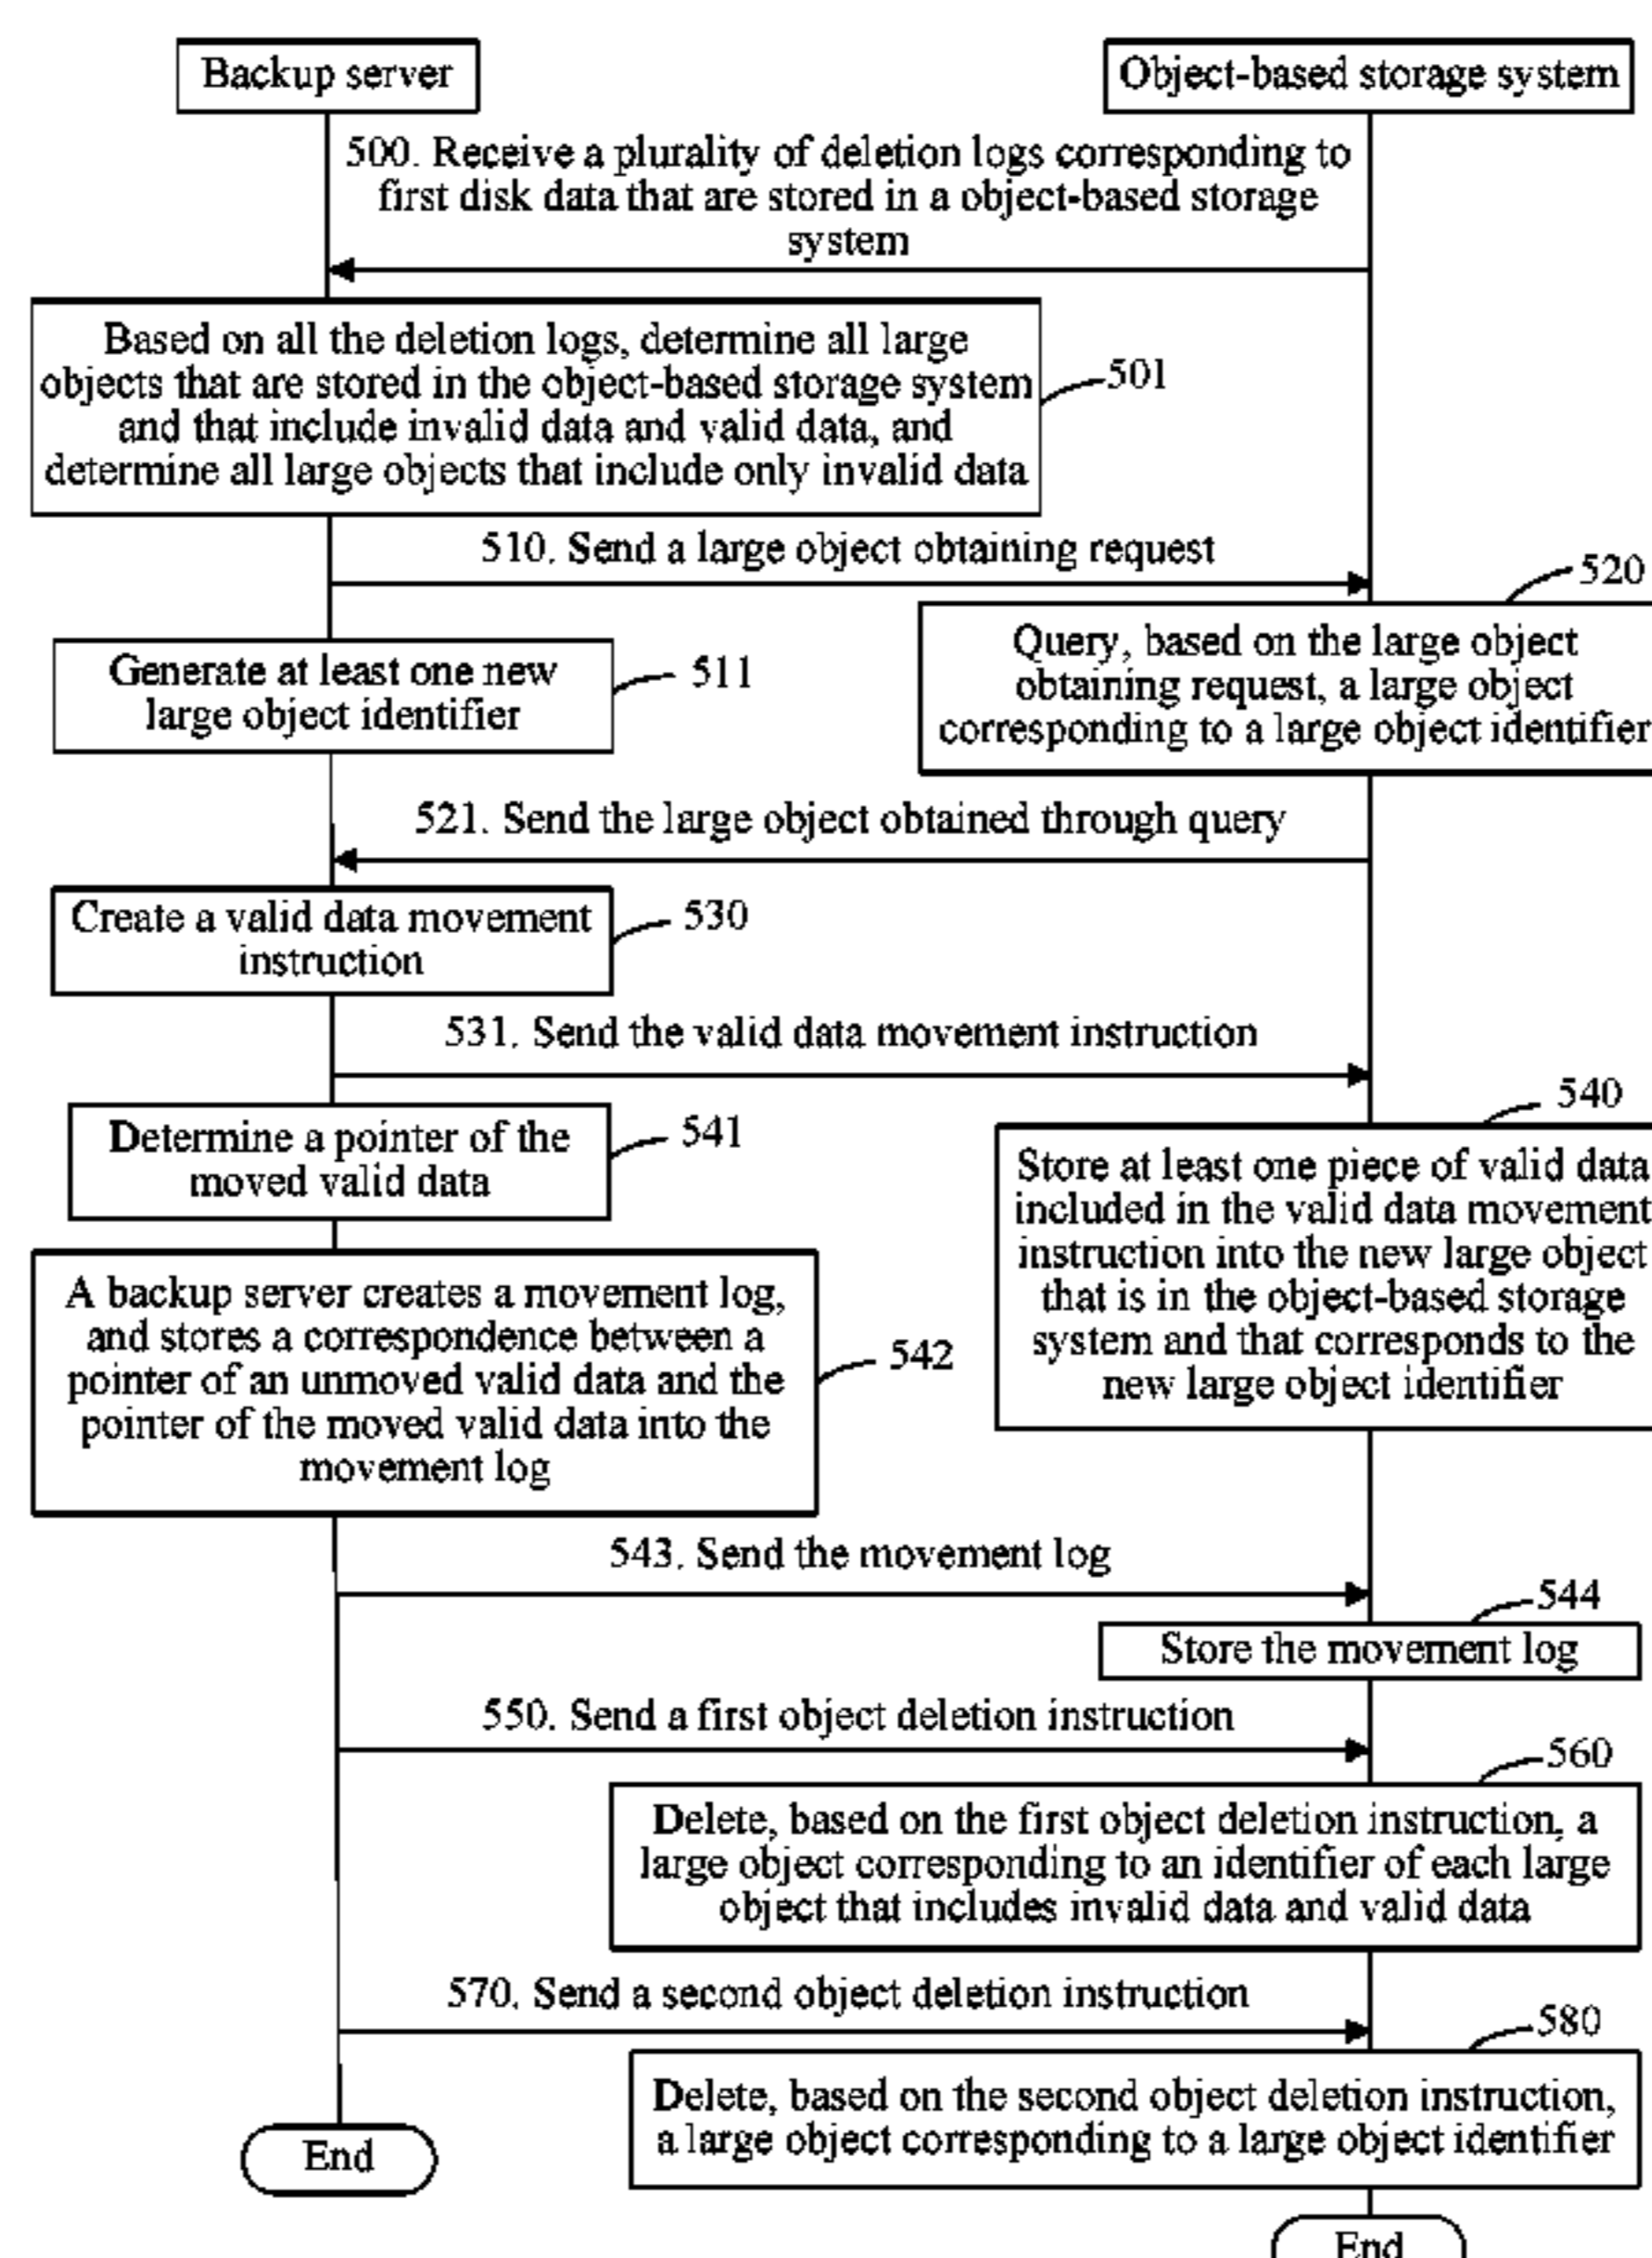 Backup server
Object-based storage system
500. Receive a plurality of deletion logs corresponding to
first disk data that are stored in a object-based storage
system
Based on all the deletion logs, determine all large
objects that are stored in the object-based storage system
and that include invalid data and valid data, and
determine all large objects that include only invalid data
501
510. Send a large object obtaining request
520
Generate at least one new
large object identifier
511
Query, based on the large object
obtaining request, a large object
corresponding to a large object identifier
521. Send the large object obtained through query
Create a valid data movement
instruction
530
531. Send the valid data movement instruction
540
Determine a pointer of the
moved valid data
541
Store at least one piece of valid data
included in the valid data movement
instruction into the new large object
that is in the object-based storage
system and that corresponds to the
new large object identifier
A backup server creates a movement log,
and stores a correspondence between a
pointer of an unmoved valid data and the
pointer of the moved valid data into the
movement log
542
543. Send the movement log
544
Store the movement log
550. Send a first object deletion instruction
560
Delete, based on the first object deletion instruction, a
large object corresponding to an identifier of each large
object that includes invalid data and valid data
570. Send a second object deletion instruction
580
Delete, based on the second object deletion instruction,
a large object corresponding to a large object identifier
End
End